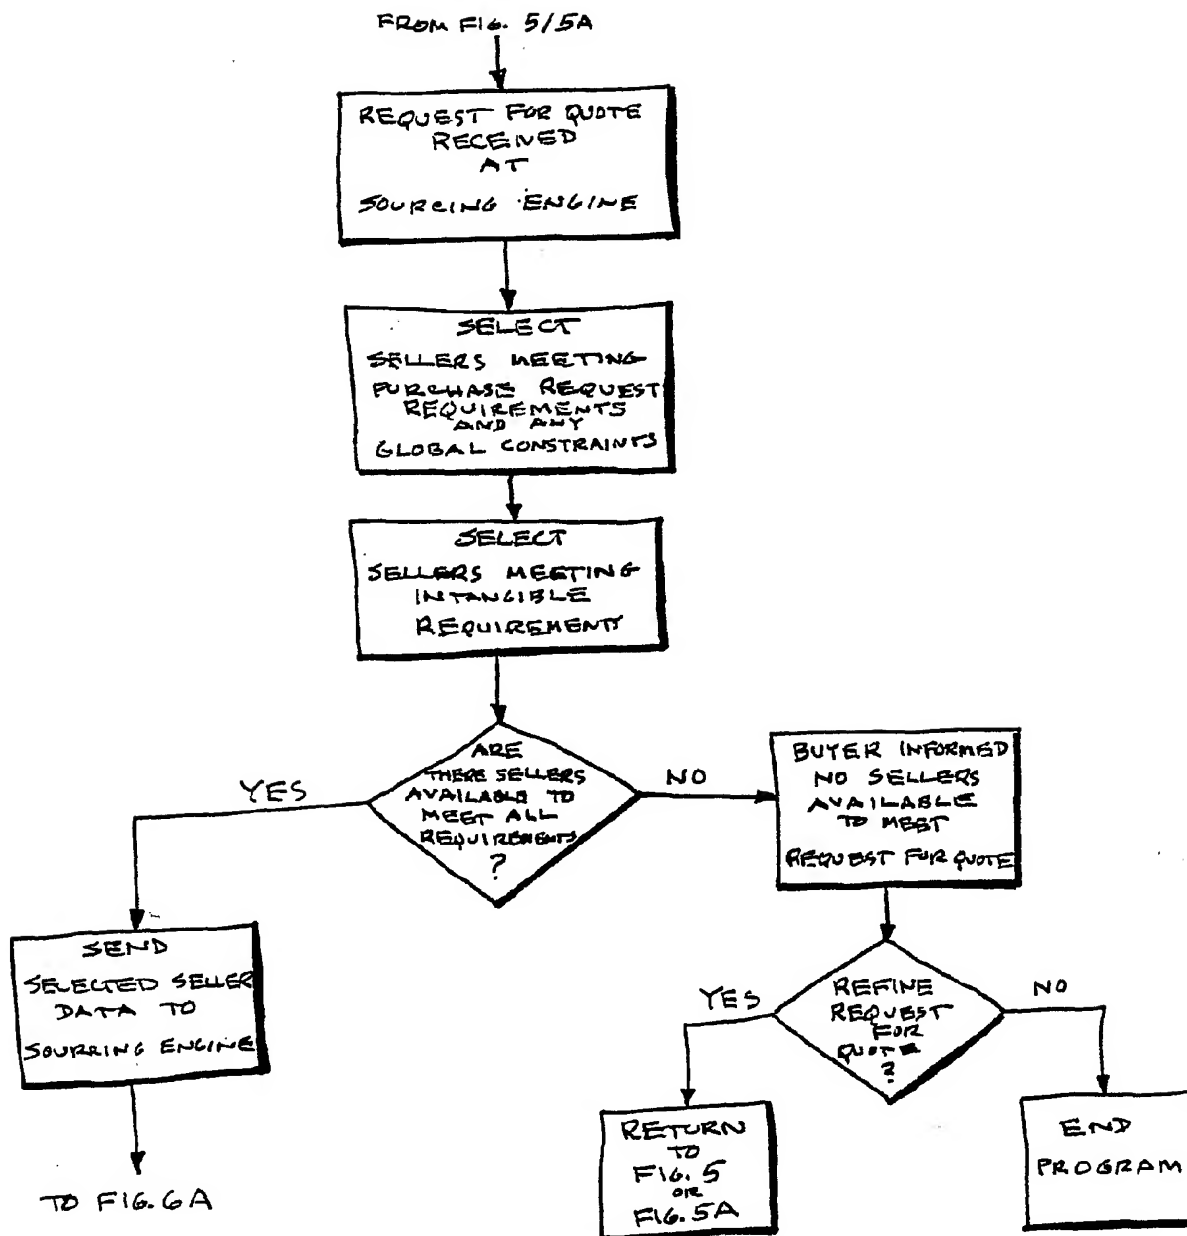 FROM FIG. 5/5A
REQUEST FOR QUOTE
RECEIVED
AT
SOURCING ENGINE
SELECT
SELLERS MEETING
PURCHASE REQUEST
REQUIREMENTS
AND ANY
GLOBAL CONSTRAINTS
SELECT
SELLERS MEETING
INTANGIBLE
REQUIREMENTS
ARE
THERE SELLERS
AVAILABLE TO
MEET ALL
REQUIREMENTS
?
YES
NO
BUYER INFORMED
NO SELLERS
AVAILABLE
TO MEET
REQUEST FOR QUOTE
SEND
SELECTED SELLER
DATA TO
SOURCING ENGINE
TO FIG. 6A
REFINE
REQUEST
FOR
QUOTE
?
YES
NO
RETURN
TO
FIG. 5
OR
FIG. 5A
END
PROGRAM